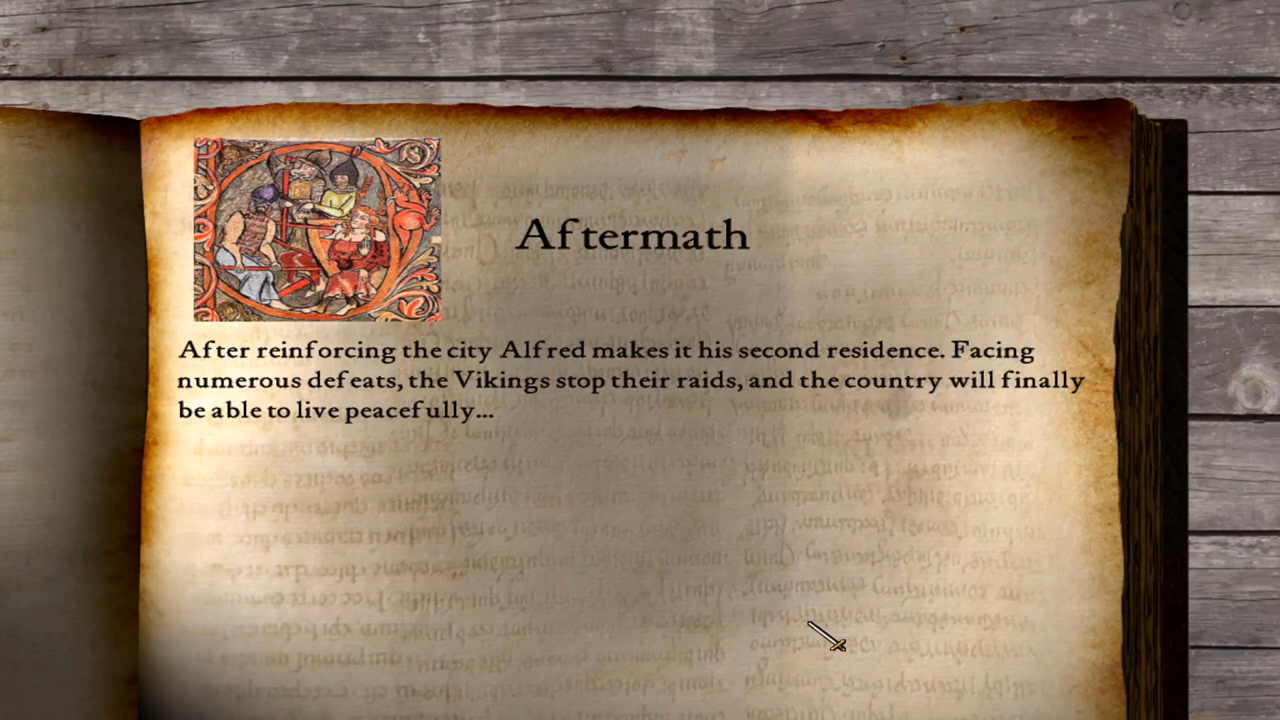 Aftermath
After reinforcing the city Alfred makes it his second residence. Facing
numerous defeats, the Vikings stop their raids, and the country will finally
be able to live peacefully...